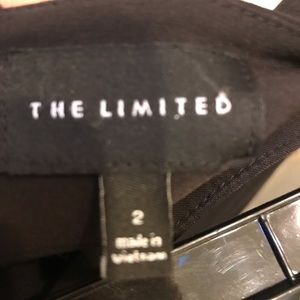 THE LIMITED
2
made in
vietnam